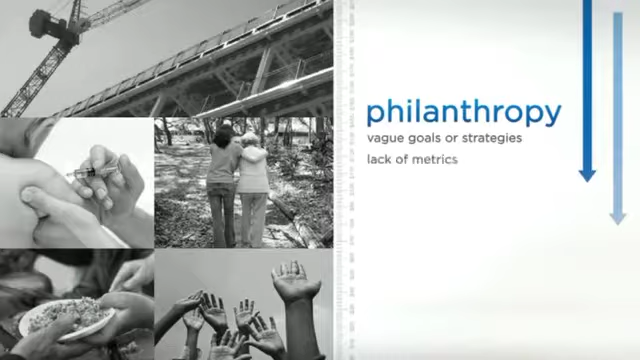 philanthropy
vague goals or strategies
lack of metrics